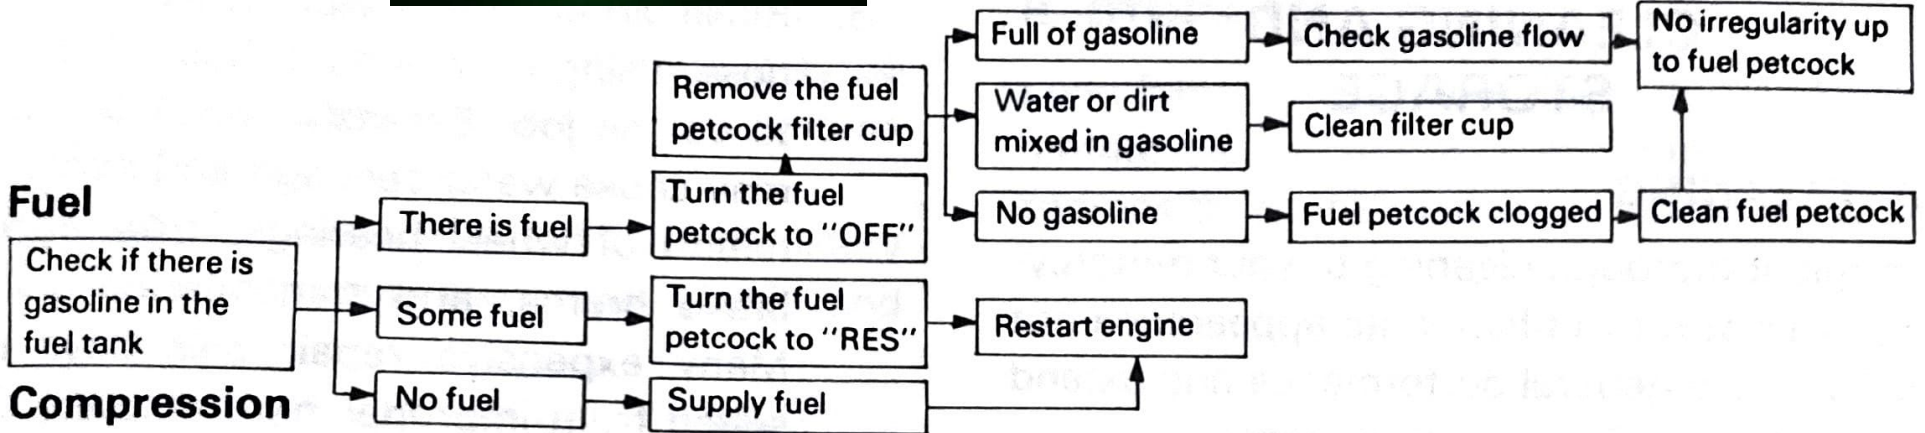 Fuel
Check if there is
gasoline in the
fuel tank
There is fuel
Turn the fuel
petcock to "OFF"
Remove the fuel
petcock filter cup
Full of gasoline
Check gasoline flow
No irregularity up
to fuel petcock
Water or dirt
mixed in gasoline
Clean filter cup
No gasoline
Fuel petcock clogged
Clean fuel petcock
Some fuel
Turn the fuel
petcock to "RES"
Restart engine
No fuel
Supply fuel
Compression